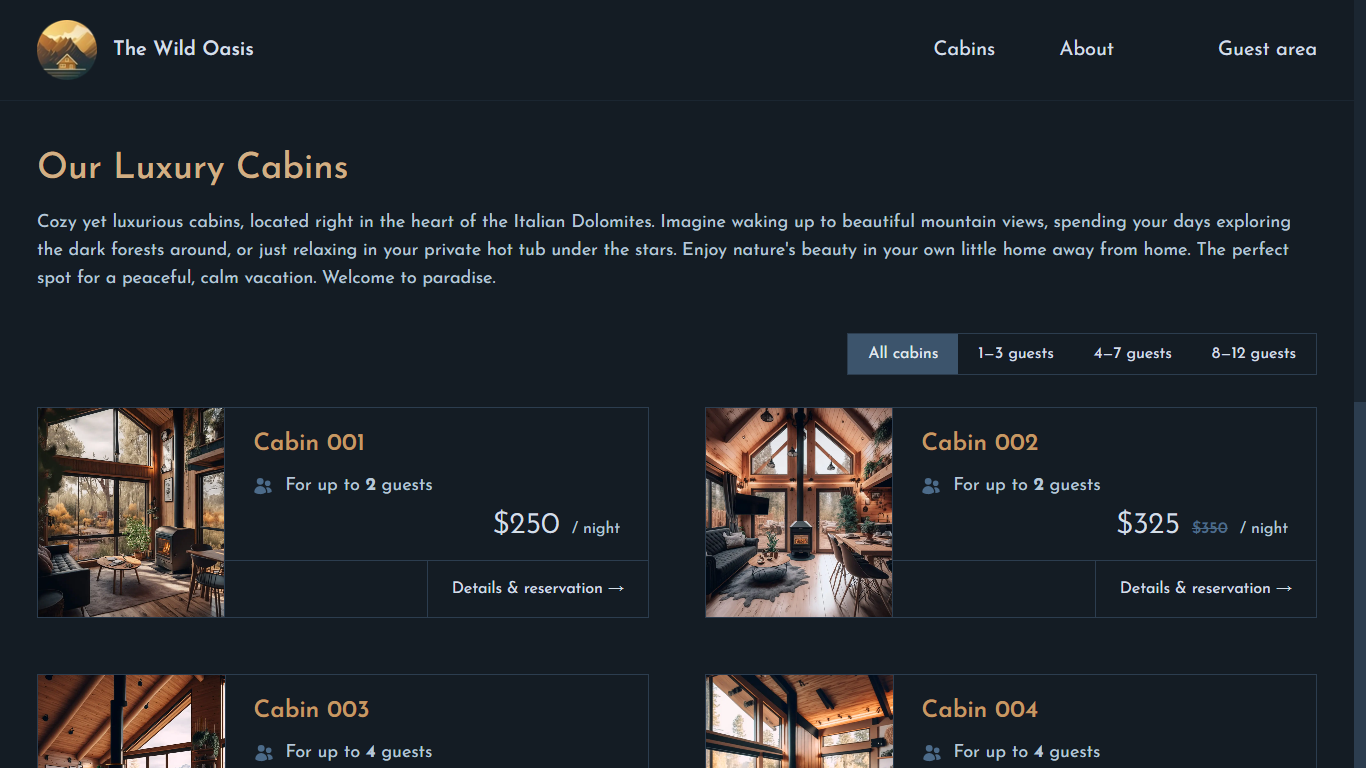 The Wild Oasis
Cabins
About
Guest area
Our Luxury Cabins
Cozy yet luxurious cabins, located right in the heart of the Italian Dolomites. Imagine waking up to beautiful mountain views, spending your days exploring
the dark forests around, or just relaxing in your private hot tub under the stars. Enjoy nature's beauty in your own little home away from home. The perfect
spot for a peaceful, calm vacation. Welcome to paradise.
All cabins
1—3 guests
4—7 guests
8—12 guests
Cabin 001
For up to 2 guests
$250 / night
Details & reservation →
Cabin 002
For up to 2 guests
$325 $350 / night
Details & reservation →
Cabin 003
For up to 4 guests
Cabin 004
For up to 4 guests